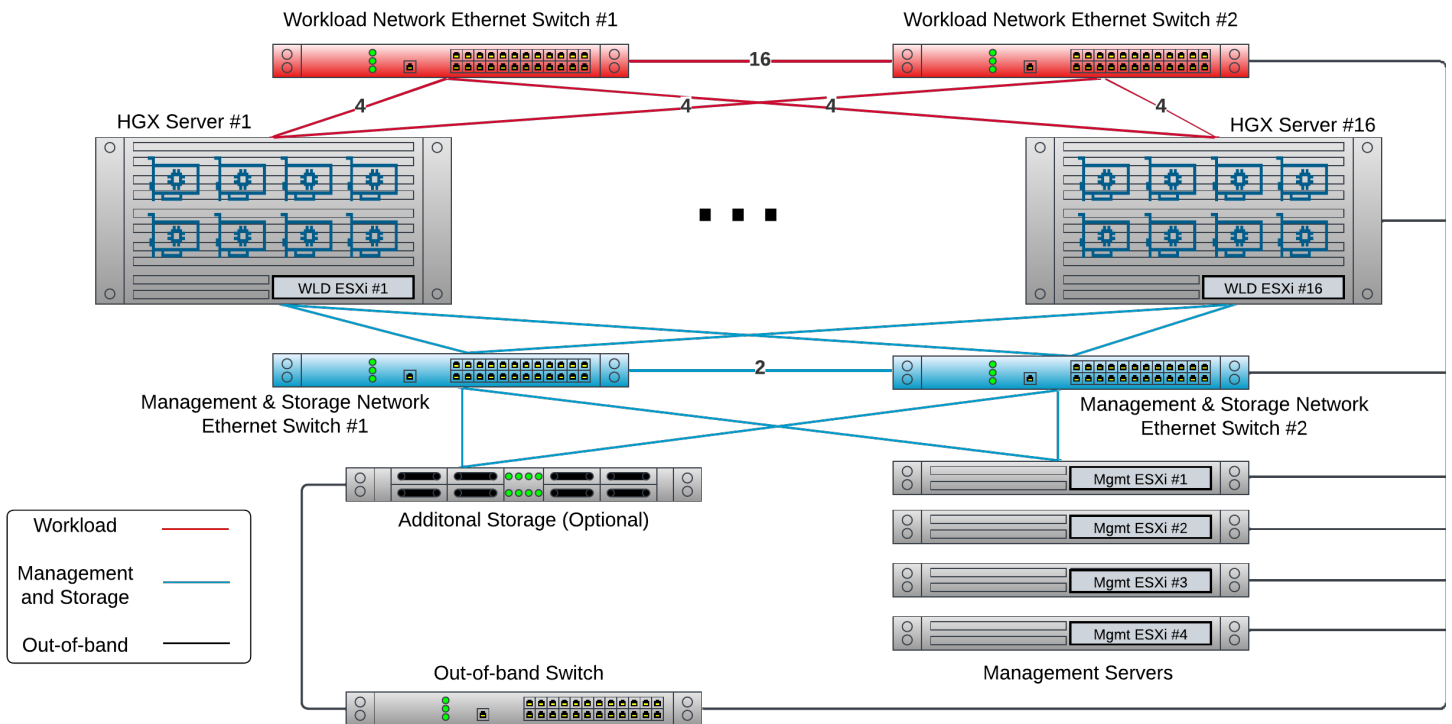 Workload Network Ethernet Switch #1
Workload Network Ethernet Switch #2
16
4
4
4
4
HGX Server #1
HGX Server #16
WLD ESXi #1
WLD ESXi #16
2
Management & Storage Network
Ethernet Switch #1
Management & Storage Network
Ethernet Switch #2
Additonal Storage (Optional)
Mgmt ESXi #1
Mgmt ESXi #2
Mgmt ESXi #3
Mgmt ESXi #4
Management Servers
Workload
Management
and Storage
Out-of-band
Out-of-band Switch